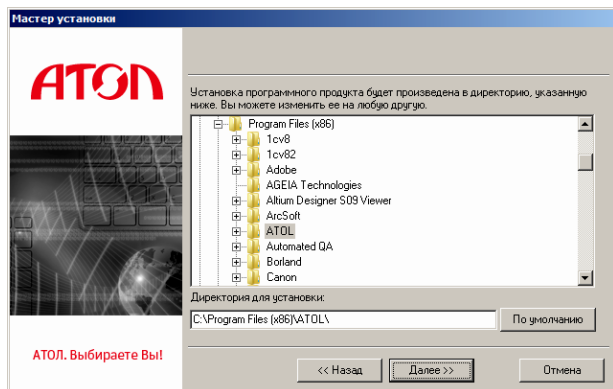 Мастер установки
АТОЛ
Установка программного продукта будет произведена в директорию, указанную
ниже. Вы можете изменить ее на любую другую.
Program Files (x86)
1cv8
1cv82
Adobe
AGEIA Technologies
Altium Designer S09 Viewer
ArcSoft
ATOL
Automated QA
Borland
Canon
Директория для установки:
C:\Program Files (x86)\ATOL\
По умолчанию
АТОЛ. Выбираете Вы!
<< Назад
Далее >>
Отмена